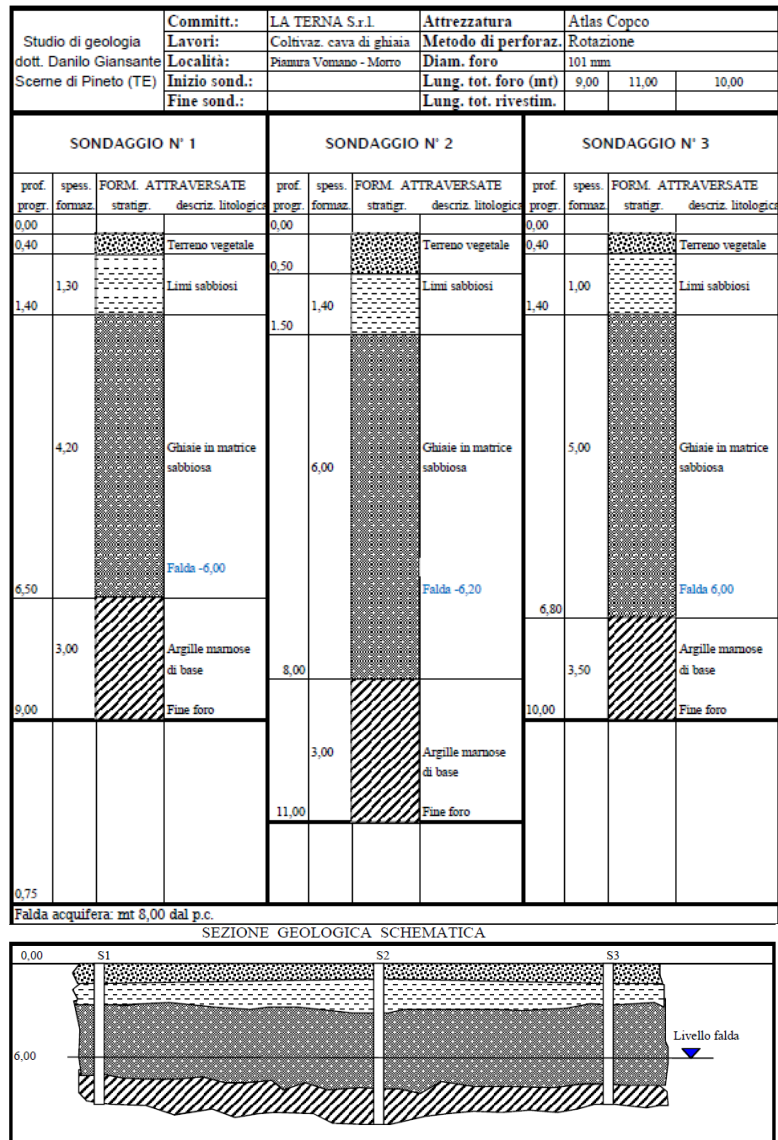 Studio di geologia
dott. Danilo Giansante
Scerne di Pineto (TE)
Committ.: LA TERNA S.r.l. Attrezzatura Atlas Copco
Lavori: Coltivaz. cava di ghiaia Metodo di perforaz. Rotazione
Località: Pianura Vomano - Morro Diam. foro 101 mm
Inizio sond.: Lung. tot. foro (mt) 9,00 11,00 10,00
Fine sond.: Lung. tot. rivestim.
SONDAGGIO N° 1
prof. spess. FORM. ATTRAVERSATE
progr. formaz. stratigr. descriz. litologica
0,00
0,40 Terreno vegetale
1,30 Limi sabbiosi
1,40
4,20 Ghiaie in matrice
sabbiosa
Falda -6,00
6,50
3,00 Argille marnose
di base
9,00 Fine foro
0,75
SONDAGGIO N° 2
prof. spess. FORM. ATTRAVERSATE
progr. formaz. stratigr. descriz. litologica
0,00
Terreno vegetale
0,50
Limi sabbiosi
1,40
1.50
Ghiaie in matrice
6,00 sabbiosa
Falda -6,20
8,00
3,00 Argille marnose
di base
11,00 Fine foro
SONDAGGIO N° 3
prof. spess. FORM. ATTRAVERSATE
progr. formaz. stratigr. descriz. litologica
0,00
0,40 Terreno vegetale
1,00 Limi sabbiosi
1,40
5,00 Ghiaie in matrice
sabbiosa
Falda 6,00
6,80
Argille marnose
3,50 di base
10,00 Fine foro
Falda acquifera: mt 8,00 dal p.c.
SEZIONE GEOLOGICA SCHEMATICA
0,00 S1 S2 S3
Livello falda
6,00